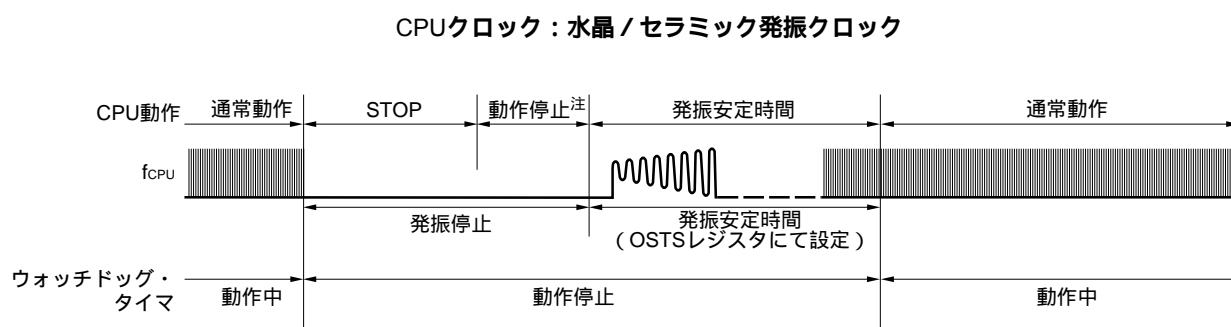 CPUクロック：水晶／セラミック発振クロック
CPU動作 通常動作 STOP 動作停止注 発振安定時間 通常動作
fCPU
発振停止 発振安定時間
（OSTSレジスタにて設定）
ウォッチドッグ・
タイマ 動作中 動作停止 動作中